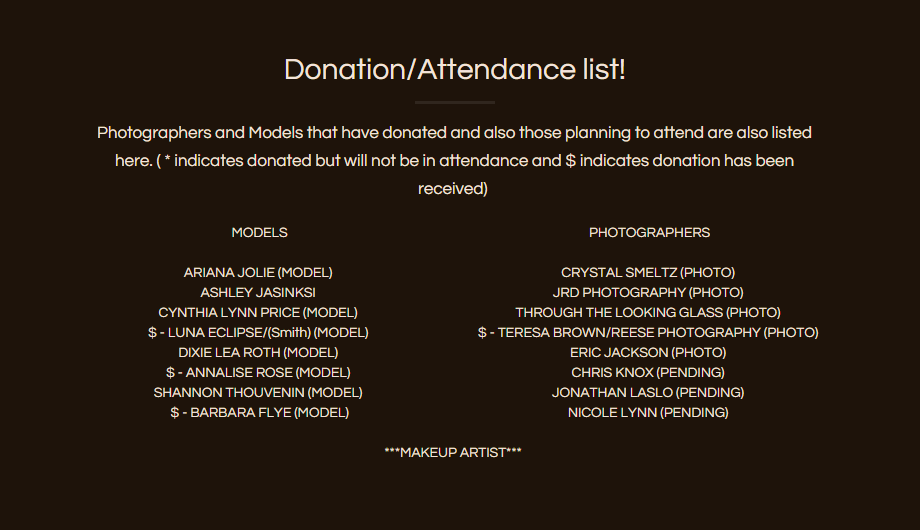 Donation/Attendance list!
Photographers and Models that have donated and also those planning to attend are also listed
here. ( * indicates donated but will not be in attendance and $ indicates donation has been
received)
MODELS
ARIANA JOLIE (MODEL)
ASHLEY JASINKSI
CYNTHIA LYNN PRICE (MODEL)
$ - LUNA ECLIPSE/(Smith) (MODEL)
DIXIE LEA ROTH (MODEL)
$ - ANNALISE ROSE (MODEL)
SHANNON THOUVENIN (MODEL)
$ - BARBARA FLYE (MODEL)
PHOTOGRAPHERS
CRYSTAL SMELTZ (PHOTO)
JRD PHOTOGRAPHY (PHOTO)
THROUGH THE LOOKING GLASS (PHOTO)
$ - TERESA BROWN/REESE PHOTOGRAPHY (PHOTO)
ERIC JACKSON (PHOTO)
CHRIS KNOX (PENDING)
JONATHAN LASLO (PENDING)
NICOLE LYNN (PENDING)
***MAKEUP ARTIST***